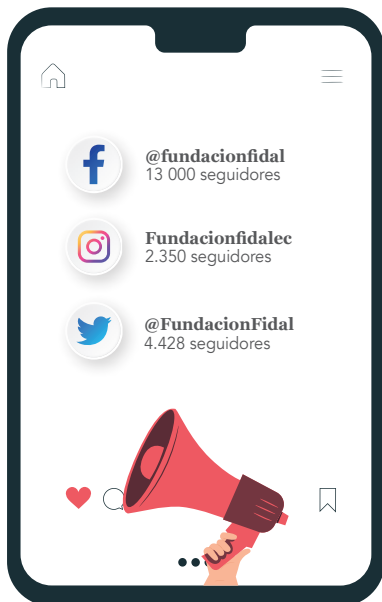 @fundacionfidal
13 000 seguidores
Fundacionfidalec
2.350 seguidores
@FundacionFidal
4.428 seguidores